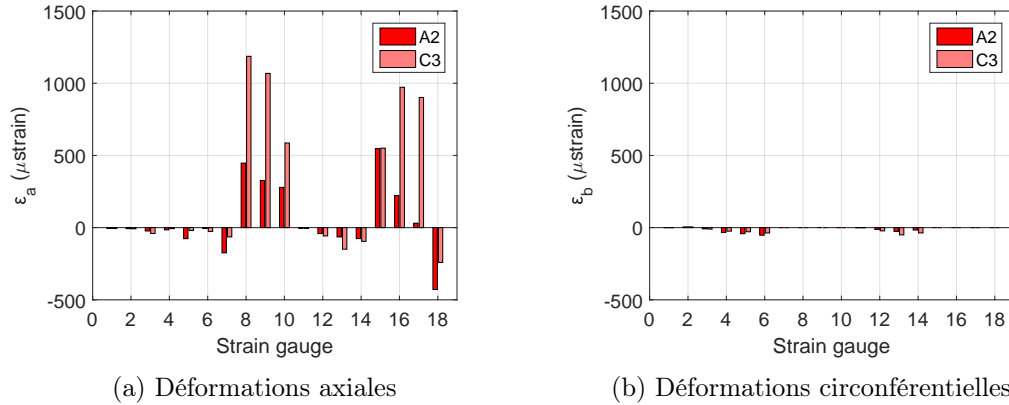 1500
1000
500
0
-500
0 2 4 6 8 10 12 14 16 18
Strain gauge
ε_a (μstrain)
A2
C3
(a) Déformations axiales
1500
1000
500
0
-500
0 2 4 6 8 10 12 14 16 18
Strain gauge
ε_b (μstrain)
A2
C3
(b) Déformations circonférentielles